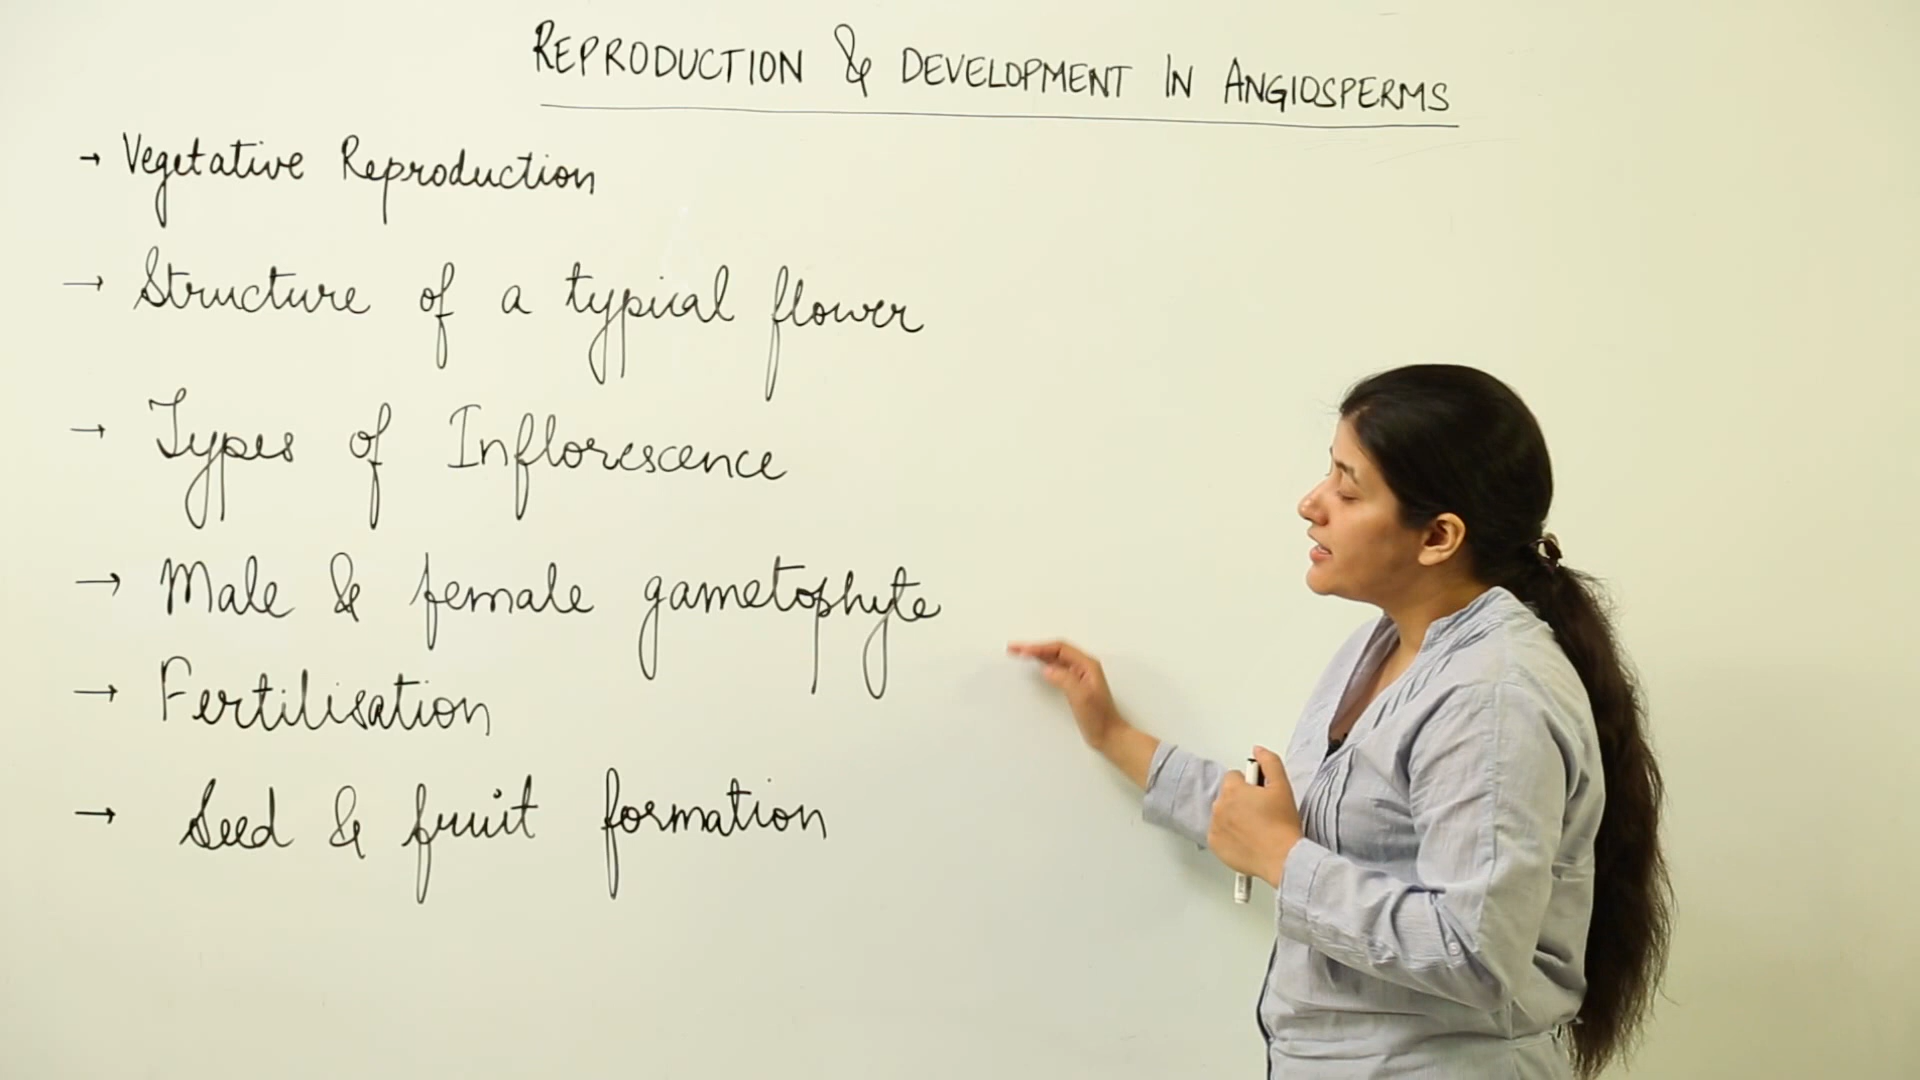 REPRODUCTION & DEVELOPMENT IN ANGIOSPERMS
→ Vegetative Reproduction
→ Structure of a typical flower
→ Types of Inflorescence
→ Male & female gametophyte
→ Fertilisation
→ Seed & fruit formation